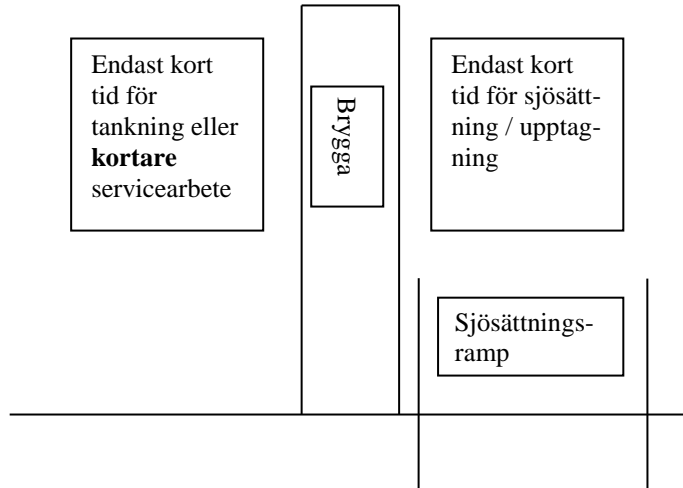 Endast kort
tid för
tankning eller
kortare
servicearbete
Brygga
Endast kort
tid för sjösätt-
ning / upptag-
ning
Sjösättnings-
ramp